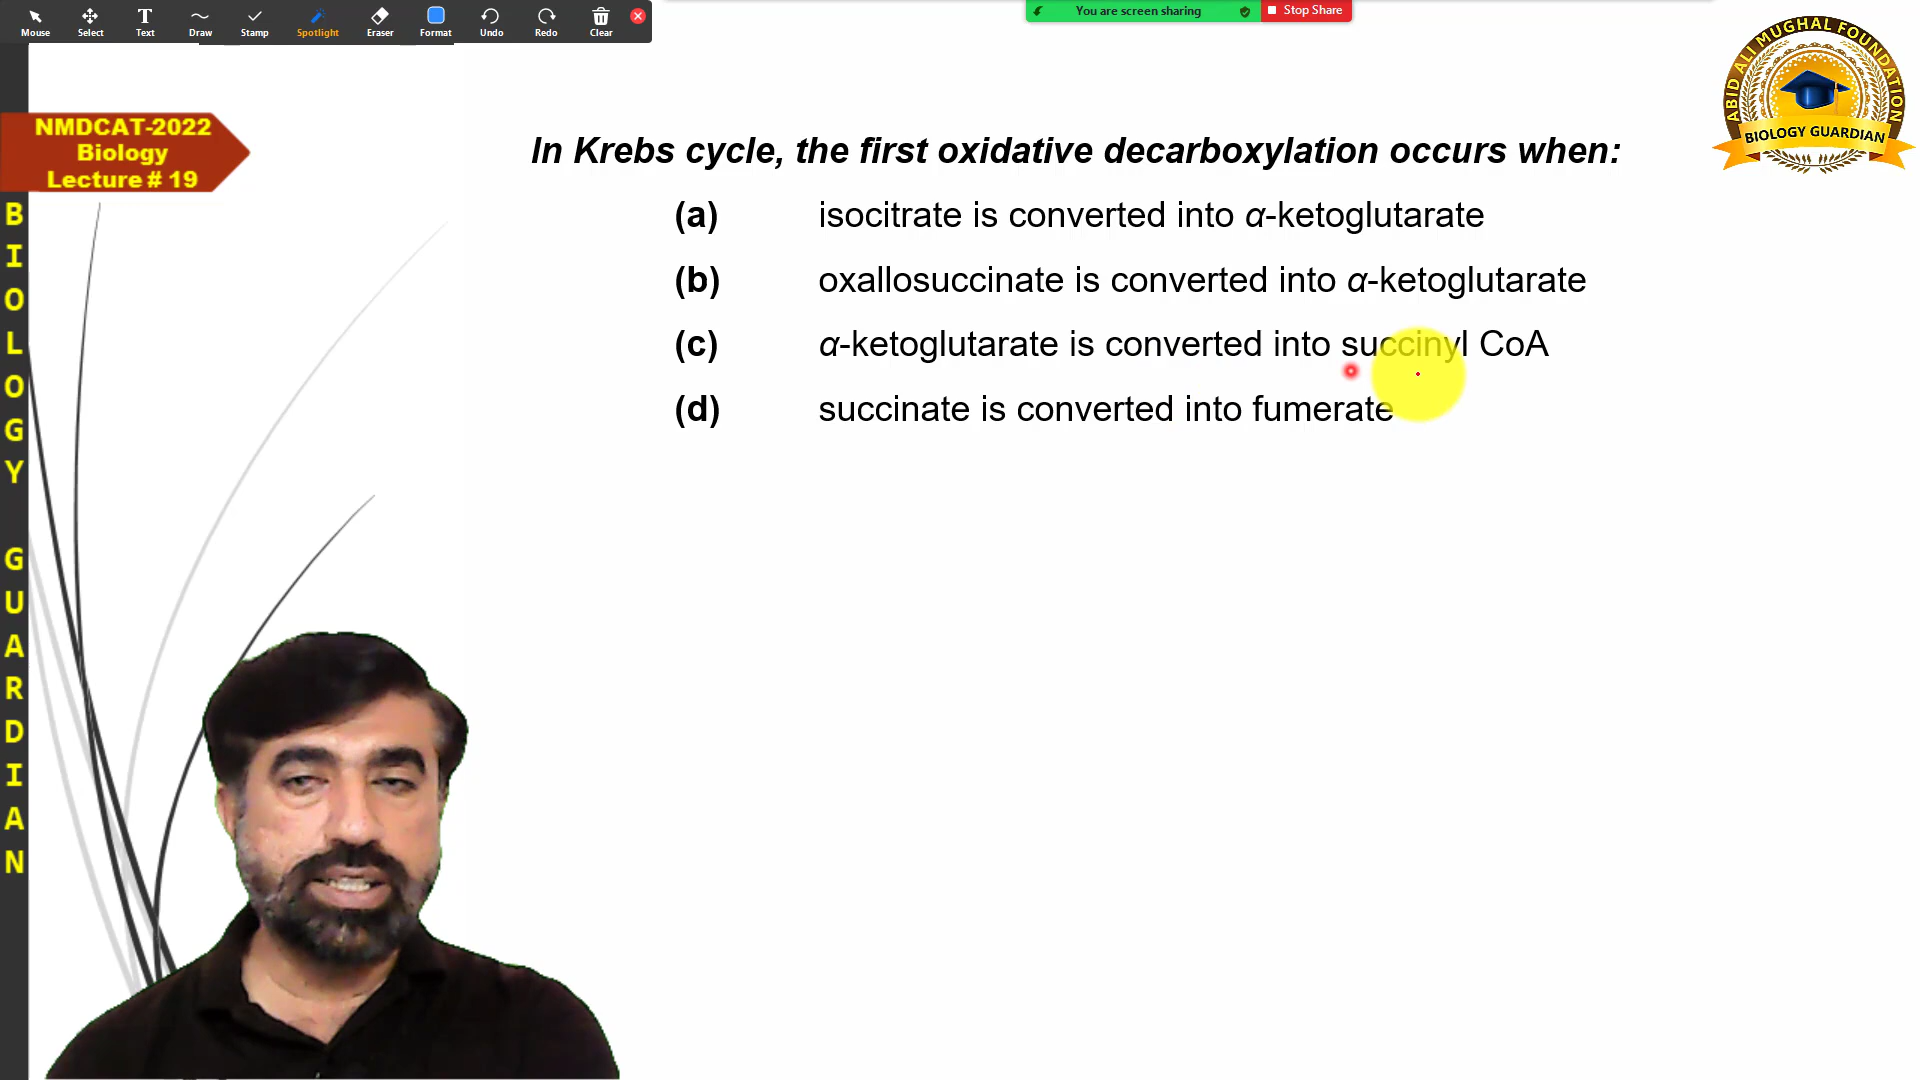 Mouse Select Text Draw Stamp Spotlight Eraser Format Undo Redo Clear
You are screen sharing Stop Share
ABID ALI MUGHAL FOUNDATION
BIOLOGY GUARDIAN
NMDCAT-2022
Biology
Lecture # 19
BIOLOGY GUARDIAN
In Krebs cycle, the first oxidative decarboxylation occurs when:
(a) isocitrate is converted into α-ketoglutarate
(b) oxallosuccinate is converted into α-ketoglutarate
(c) α-ketoglutarate is converted into succinyl CoA
(d) succinate is converted into fumerate